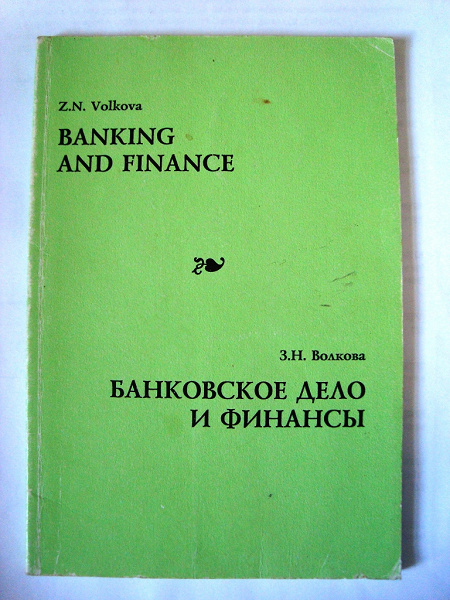 Z.N. Volkova
BANKING
AND FINANCE
З.Н. Волкова
БАНКОВСКОЕ ДЕЛО
И ФИНАНСЫ